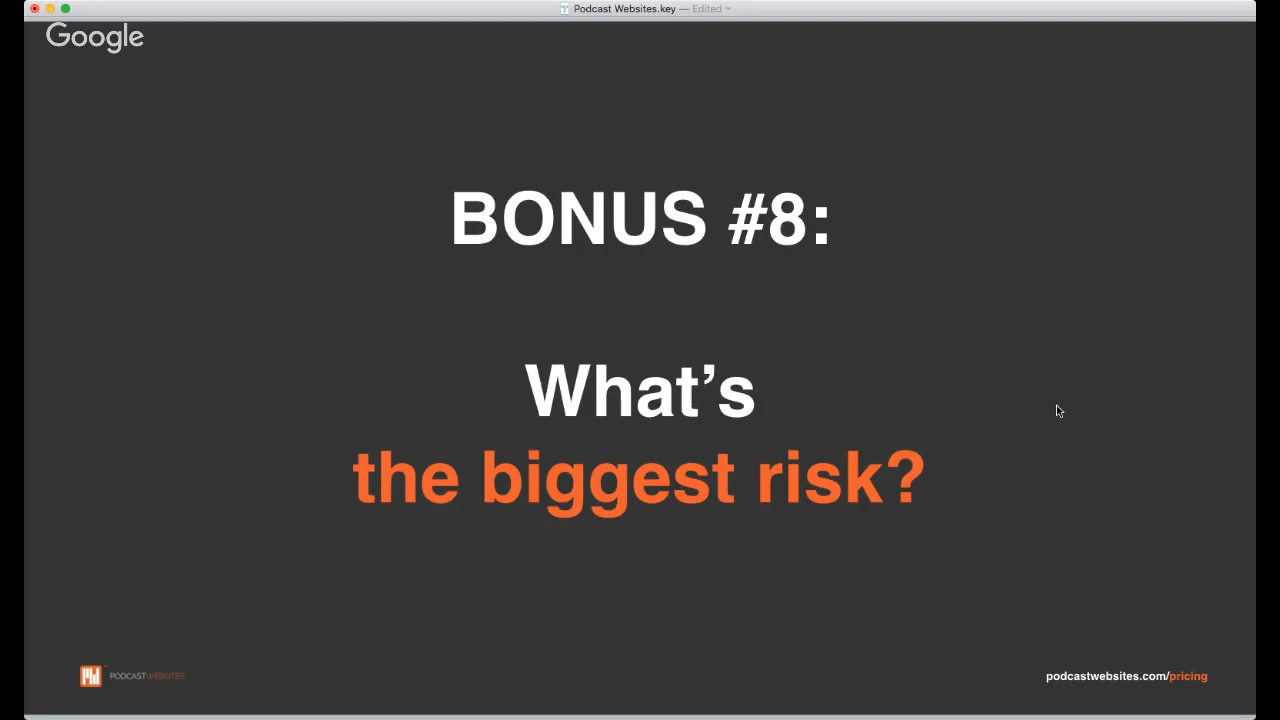 Podcast Websites.key — Edited
Google
BONUS #8:
What’s
the biggest risk?
PODCASTWEBSITES
podcastwebsites.com/pricing